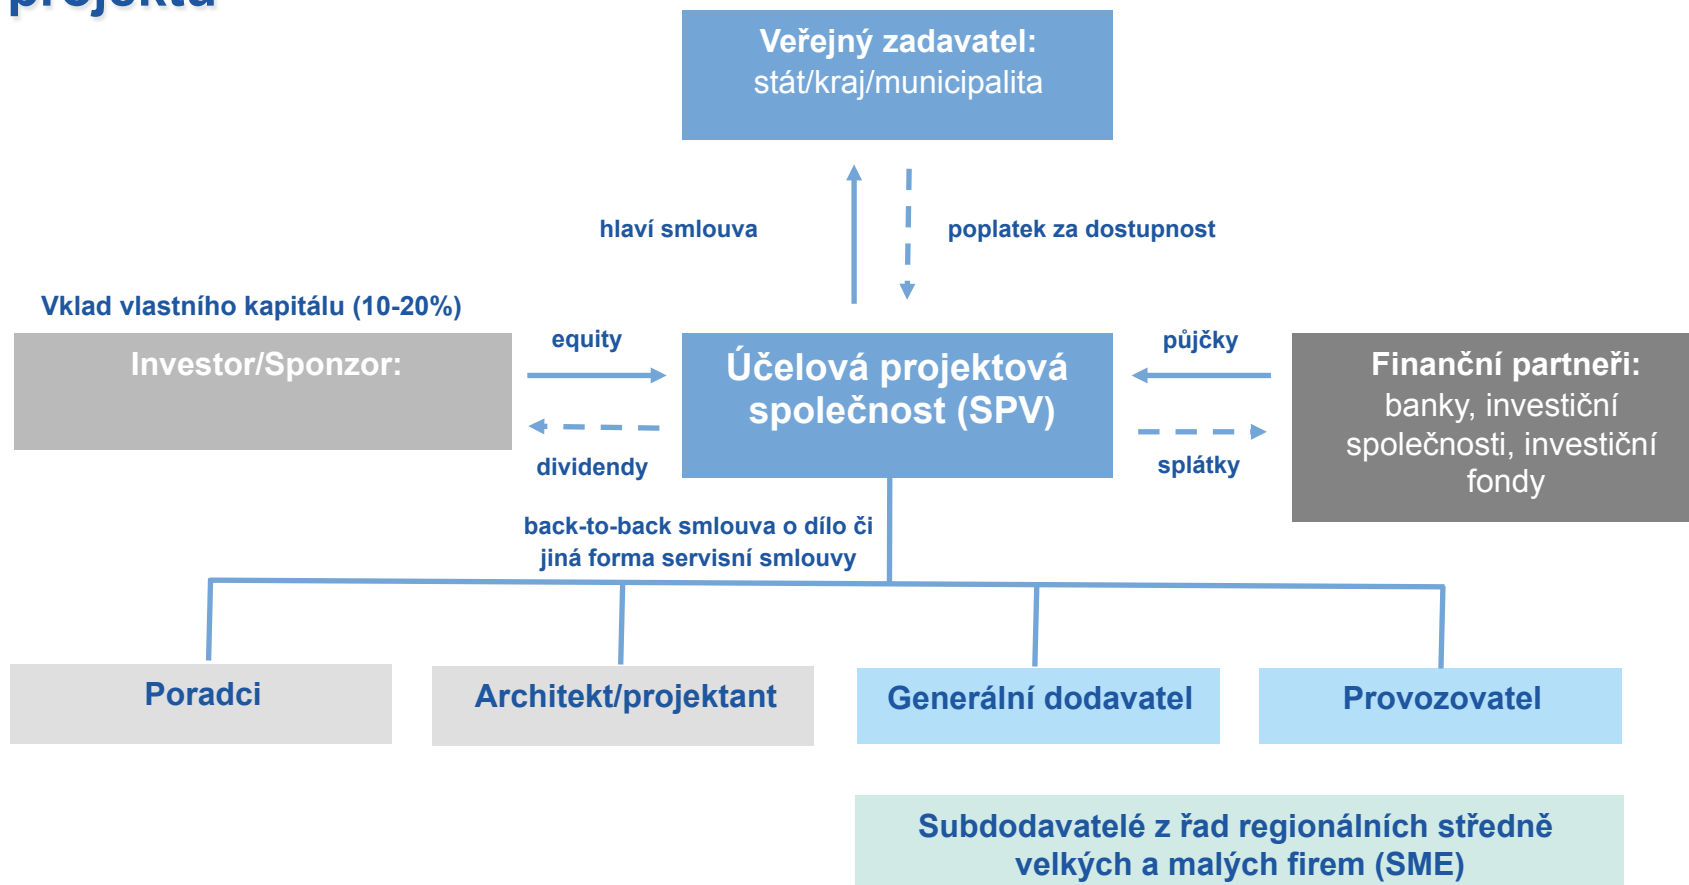 projektu
Veřejný zadavatel:
stát/kraj/municipalita
hlaví smlouva
poplatek za dostupnost
Vklad vlastního kapitálu (10-20%)
Investor/Sponzor:
equity
dividendy
Účelová projektová
společnost (SPV)
půjčky
splátky
Finanční partneři:
banky, investiční
společnosti, investiční
fondy
back-to-back smlouva o dílo či
jiná forma servisní smlouvy
Poradci
Architekt/projektant
Generální dodavatel
Provozovatel
Subdodavatelé z řad regionálních středně
velkých a malých firem (SME)